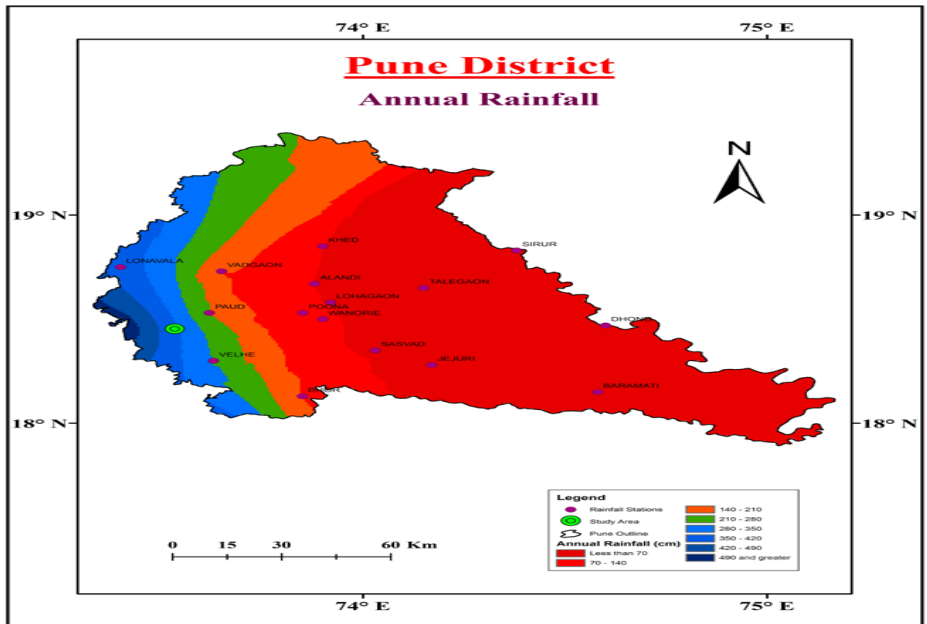 74° E
75° E
Pune District
Annual Rainfall
N
19° N
19° N
KHED
SIRUR
LONAVALA
VADGAON
ALANDI
TALEGAON
LOHAGAON
PAUD
POONA
WANORIE
DHOND
SASVAD
VELHE
JEJURI
BARAMATI
18° N
18° N
Legend
Rainfall Stations
Study Area
Pune Outline
Annual Rainfall (cm)
Less than 70
70 - 140
140 - 210
210 - 280
280 - 350
350 - 420
420 - 490
490 and greater
0 15 30 60 Km
74° E
75° E